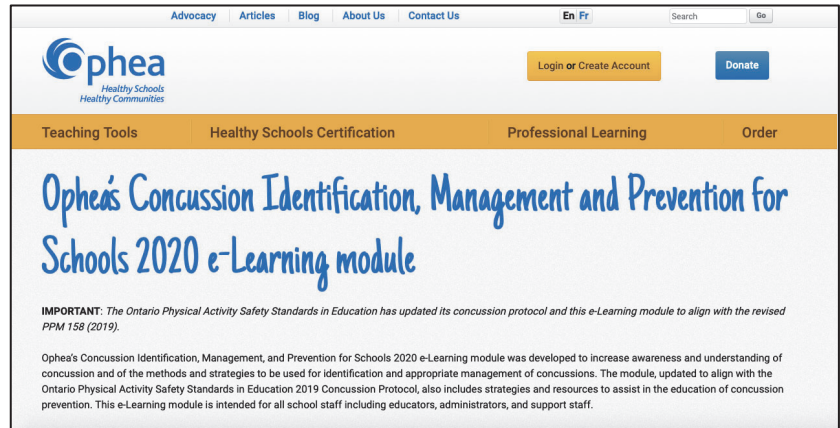 Advocacy Articles Blog About Us Contact Us En Fr Search Go
Ophea
Healthy Schools
Healthy Communities
Login or Create Account
Donate
Teaching Tools Healthy Schools Certification Professional Learning Order
Ophea's Concussion Identification, Management and Prevention for
Schools 2020 e-Learning module
IMPORTANT: The Ontario Physical Activity Safety Standards in Education has updated its concussion protocol and this e-Learning module to align with the revised
PPM 158 (2019).
Ophea's Concussion Identification, Management, and Prevention for Schools 2020 e-Learning module was developed to increase awareness and understanding of
concussion and of the methods and strategies to be used for identification and appropriate management of concussions. The module, updated to align with the
Ontario Physical Activity Safety Standards in Education 2019 Concussion Protocol, also includes strategies and resources to assist in the education of concussion
prevention. This e-Learning module is intended for all school staff including educators, administrators, and support staff.